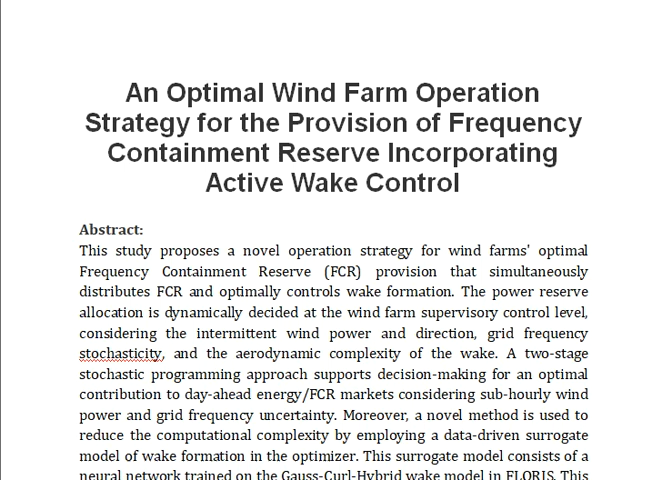 An Optimal Wind Farm Operation
Strategy for the Provision of Frequency
Containment Reserve Incorporating
Active Wake Control
Abstract:
This study proposes a novel operation strategy for wind farms' optimal
Frequency Containment Reserve (FCR) provision that simultaneously
distributes FCR and optimally controls wake formation. The power reserve
allocation is dynamically decided at the wind farm supervisory control level,
considering the intermittent wind power and direction, grid frequency
stochasticity, and the aerodynamic complexity of the wake. A two-stage
stochastic programming approach supports decision-making for an optimal
contribution to day-ahead energy/FCR markets considering sub-hourly wind
power and grid frequency uncertainty. Moreover, a novel method is used to
reduce the computational complexity by employing a data-driven surrogate
model of wake formation in the optimizer. This surrogate model consists of a
neural network trained on the Gauss-Curl-Hybrid wake model in FLORIS. This